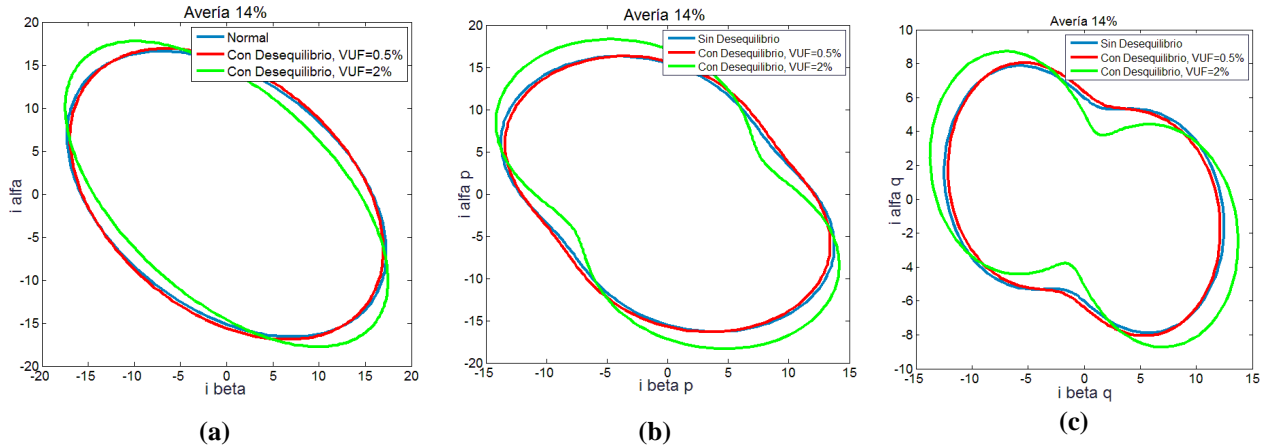 Avería 14%
Normal
Con Desequilibrio, VUF=0.5%
Con Desequilibrio, VUF=2%
20
15
10
5
0
-5
-10
-15
-20
i alfa
-20 -15 -10 -5 0 5 10 15 20
i beta
(a)
Avería 14%
Sin Desequilibrio
Con Desequilibrio, VUF=0.5%
Con Desequilibrio, VUF=2%
20
15
10
5
0
-5
-10
-15
-20
i alfa p
-15 -10 -5 0 5 10 15
i beta p
(b)
Avería 14%
Sin Desequilibrio
Con Desequilibrio, VUF=0.5%
Con Desequilibrio, VUF=2%
10
8
6
4
2
0
-2
-4
-6
-8
-10
i alfa q
-15 -10 -5 0 5 10 15
i beta q
(c)